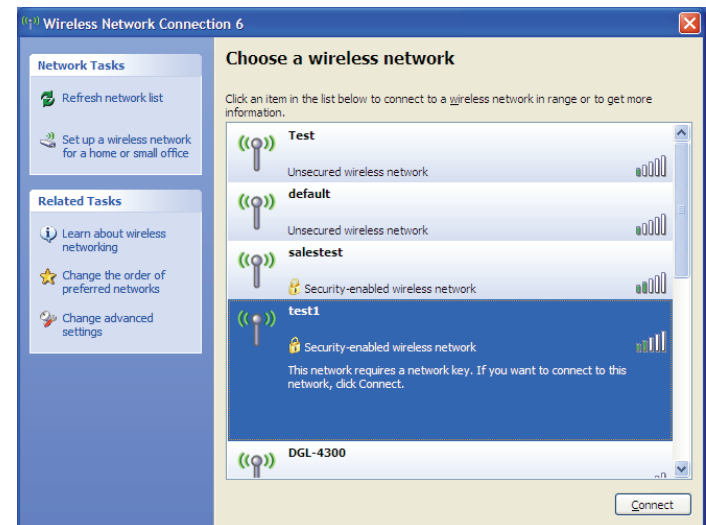 Wireless Network Connection 6
Network Tasks
Refresh network list
Set up a wireless network
for a home or small office
Related Tasks
Learn about wireless
networking
Change the order of
preferred networks
Change advanced
settings
Choose a wireless network
Click an item in the list below to connect to a wireless network in range or to get more
information.
Test
Unsecured wireless network
default
Unsecured wireless network
salestest
Security-enabled wireless network
test1
Security-enabled wireless network
This network requires a network key. If you want to connect to this
network, click Connect.
DGL-4300
Connect